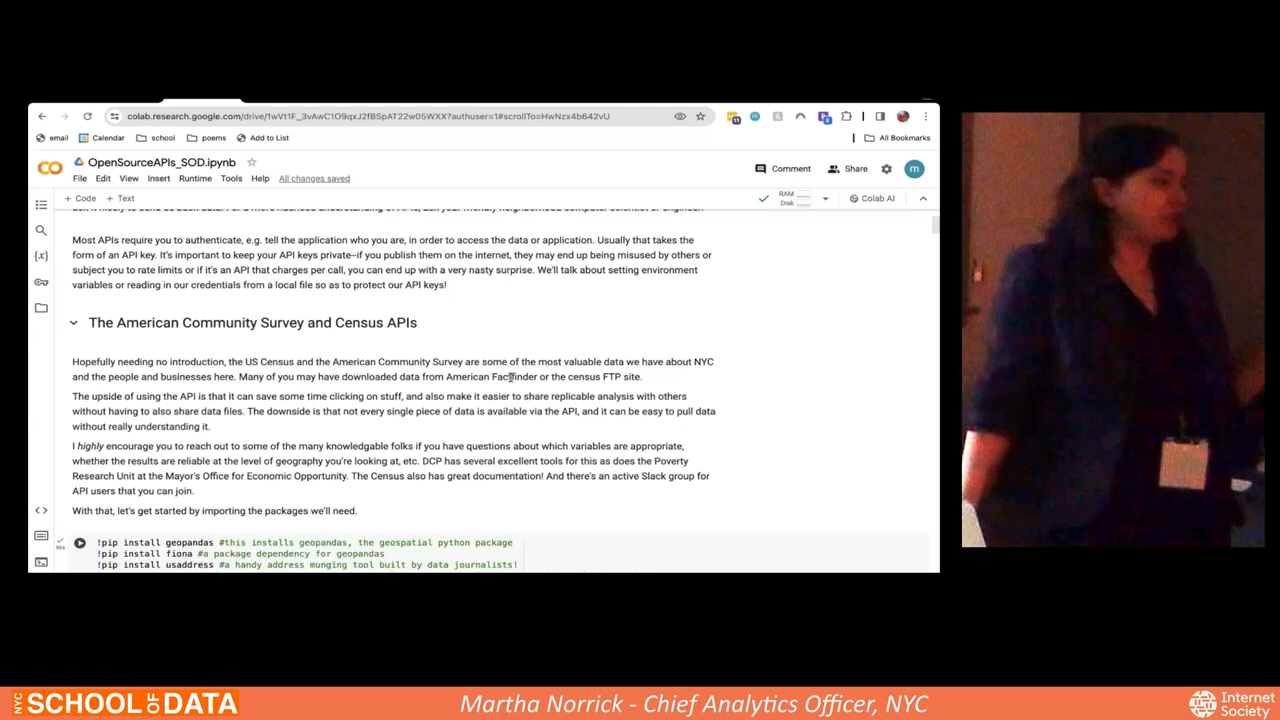 colab.research.google.com/drive/1wVt1F_3vAwC1O9qxJ2fBSpAT22w05WXX?authuser=1#scrollTo=HwNzx4b642vU
email Calendar school poems Add to List All Bookmarks
OpenSourceAPIs_SOD.ipynb
Comment Share m
File Edit View Insert Runtime Tools Help All changes saved
+ Code + Text RAM Disk Colab AI
Most APIs require you to authenticate, e.g. tell the application who you are, in order to access the data or application. Usually that takes the
form of an API key. It's important to keep your API keys private--if you publish them on the internet, they may end up being misused by others or
subject you to rate limits or if it's an API that charges per call, you can end up with a very nasty surprise. We'll talk about setting environment
variables or reading in our credentials from a local file so as to protect our API keys!
The American Community Survey and Census APIs
Hopefully needing no introduction, the US Census and the American Community Survey are some of the most valuable data we have about NYC
and the people and businesses here. Many of you may have downloaded data from American Factfinder or the census FTP site.
The upside of using the API is that it can save some time clicking on stuff, and also make it easier to share replicable analysis with others
without having to also share data files. The downside is that not every single piece of data is available via the API, and it can be easy to pull data
without really understanding it.
I highly encourage you to reach out to some of the many knowledgable folks if you have questions about which variables are appropriate,
whether the results are reliable at the level of geography you're looking at, etc. DCP has several excellent tools for this as does the Poverty
Research Unit at the Mayor's Office for Economic Opportunity. The Census also has great documentation! And there's an active Slack group for
API users that you can join.
With that, let's get started by importing the packages we'll need.
!pip install geopandas #this installs geopandas, the geospatial python package
!pip install fiona #a package dependency for geopandas
!pip install usaddress #a handy address munging tool built by data journalists!
NYC SCHOOL OF DATA
Martha Norrick - Chief Analytics Officer, NYC
Internet
Society